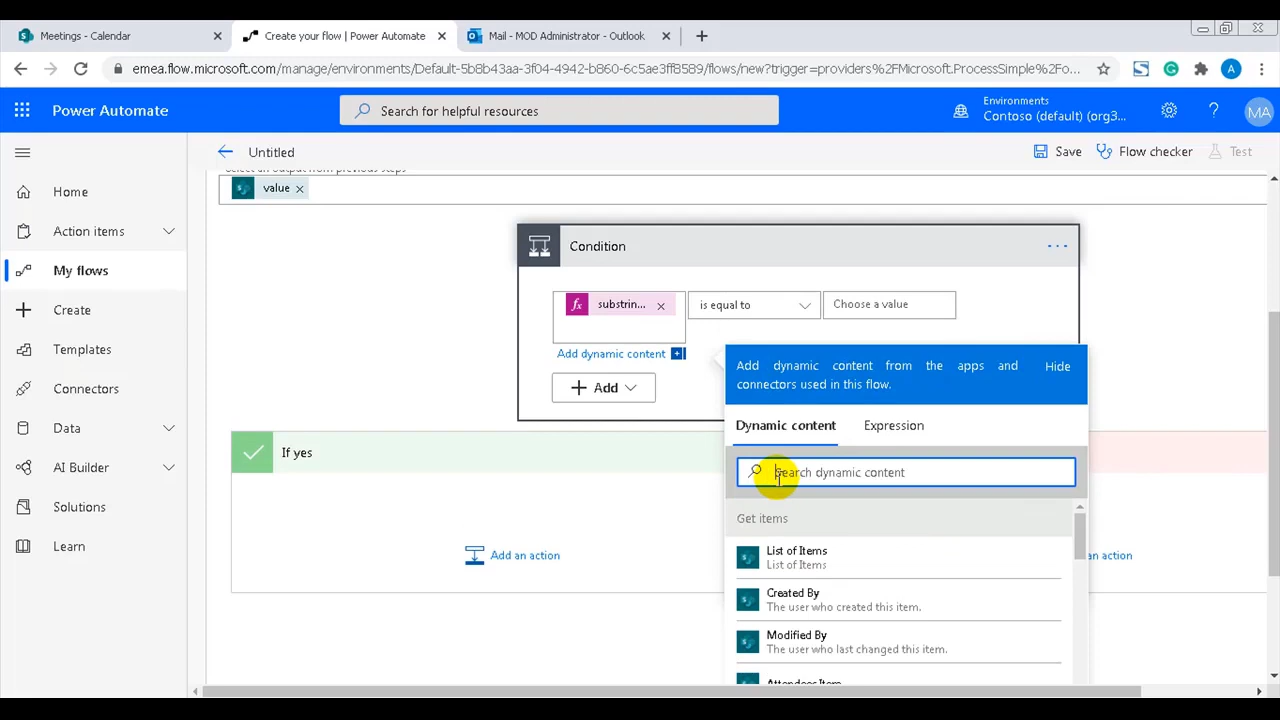 Meetings - Calendar
Create your flow | Power Automate
Mail - MOD Administrator - Outlook
emea.flow.microsoft.com/manage/environments/Default-5b8b43aa-3f04-4942-b860-6c5ae3ff8589/flows/new?trigger=providers%2FMicrosoft.ProcessSimple%2Fo...
A
Power Automate
Search for helpful resources
Environments
Contoso (default) (org3...
MA
Untitled
Save
Flow checker
Test
Home
Action items
My flows
Create
Templates
Connectors
Data
AI Builder
Solutions
Learn
Select an output from previous steps
value
Condition
substrin...
is equal to
Choose a value
Add dynamic content
Add
If yes
Add an action
Add dynamic content from the apps and
connectors used in this flow.
Hide
Dynamic content
Expression
Search dynamic content
Get items
List of Items
List of Items
Created By
The user who created this item.
Modified By
The user who last changed this item.
an action